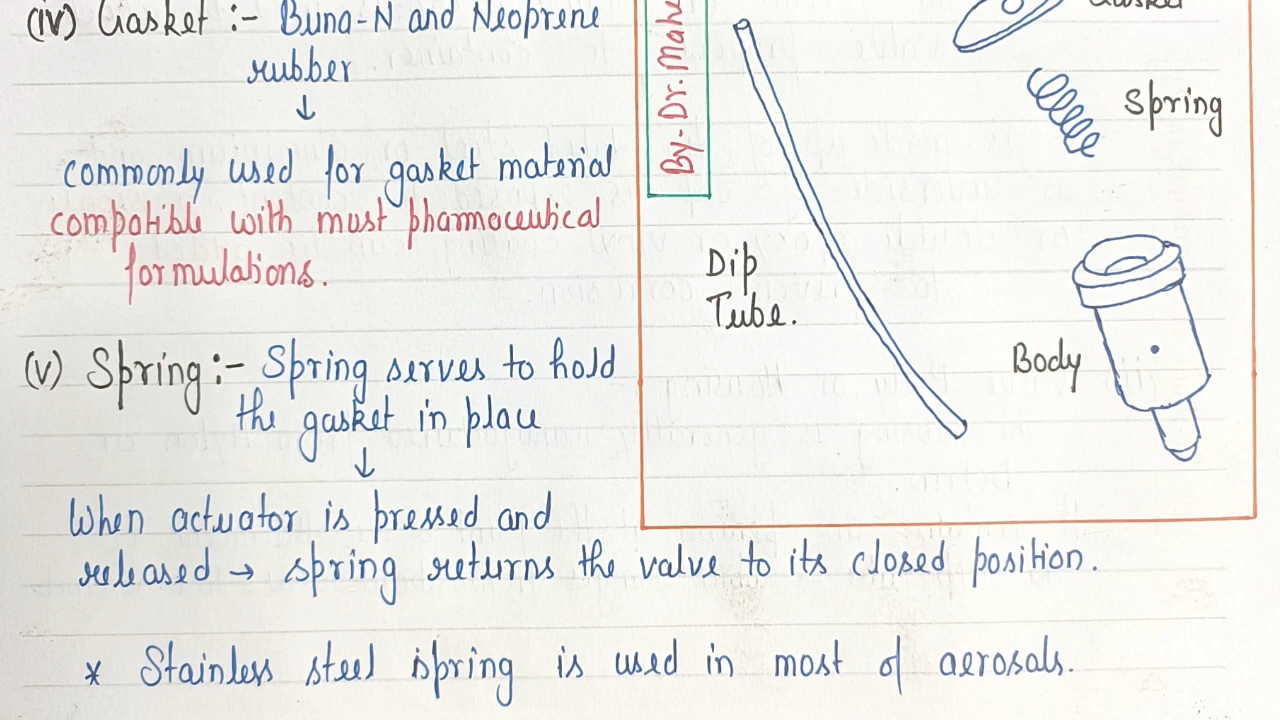 (iv) Gasket :- Buna-N and Neoprene
rubber
↓
commonly used for gasket material
compatible with most pharmaceutical
formulations.
(v) Spring :- Spring serves to hold
the gasket in place
↓
When actuator is pressed and
released → spring returns the valve to its closed position.
* Stainless steel spring is used in most of aerosals.
By- Dr. Mahe
Spring
Dip
Tube.
Body